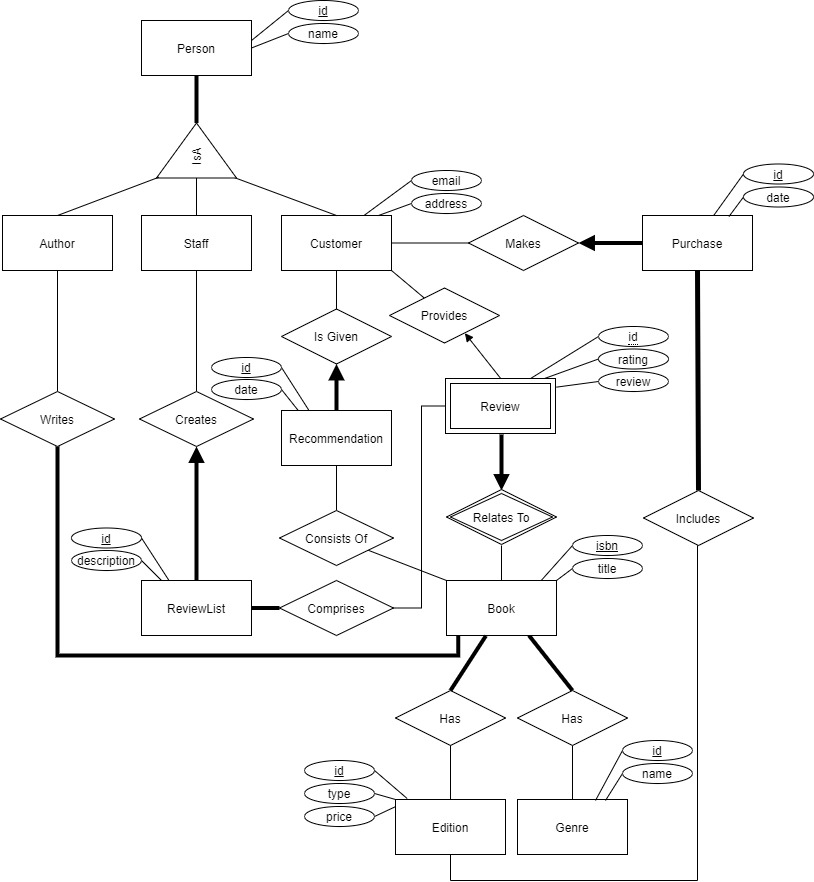 id
Person
name
IsA
id
email
date
address
Author
Staff
Customer
Makes
Purchase
Provides
Is Given
id
rating
id
review
date
Review
Writes
Creates
Recommendation
Relates To
Includes
id
Consists Of
isbn
description
title
ReviewList
Comprises
Book
Has
Has
id
id
name
type
price
Edition
Genre